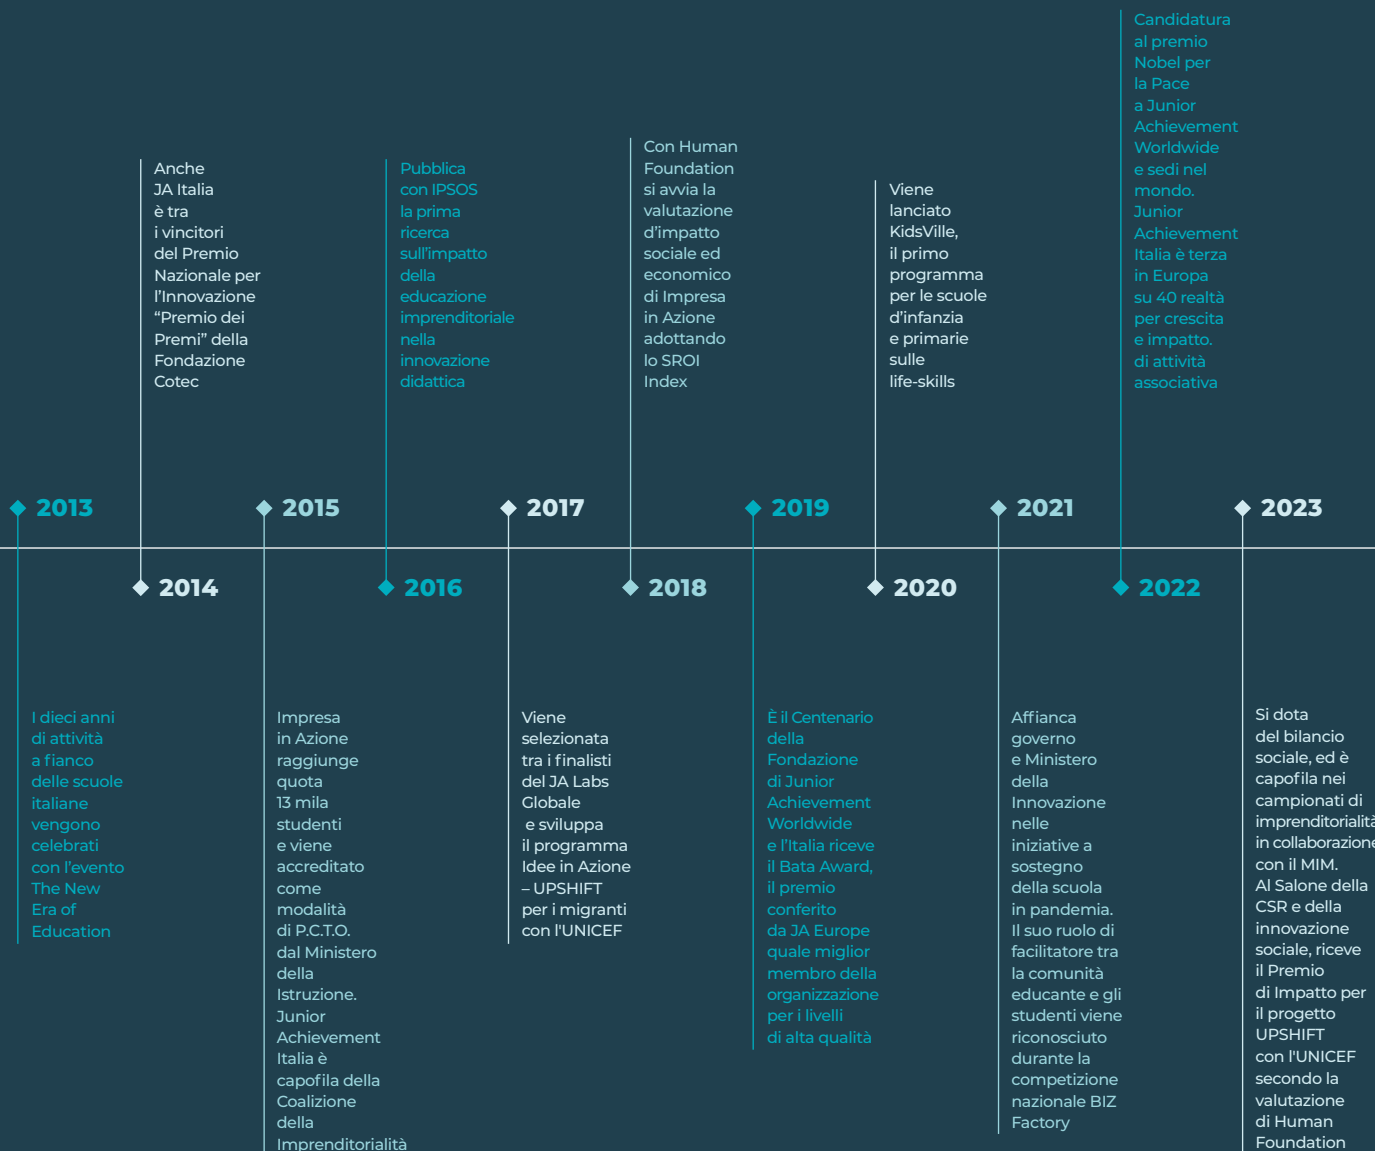 2013
I dieci anni
di attività
a fianco
delle scuole
italiane
vengono
celebrati
con l’evento
The New
Era of
Education
Anche
JA Italia
è tra
i vincitori
del Premio
Nazionale per
l’Innovazione
“Premio dei
Premi” della
Fondazione
Cotec
2014
2015
Impresa
in Azione
raggiunge
quota
13 mila
studenti
e viene
accreditato
come
modalità
di P.C.T.O.
dal Ministero
della
Istruzione.
Junior
Achievement
Italia è
capofila della
Coalizione
della
Imprenditorialità
Pubblica
con IPSOS
la prima
ricerca
sull’impatto
della
educazione
imprenditoriale
nella
innovazione
didattica
2016
2017
Viene
selezionata
tra i finalisti
del JA Labs
Globale
e sviluppa
il programma
Idee in Azione
– UPSHIFT
per i migranti
con l'UNICEF
Con Human
Foundation
si avvia la
valutazione
d’impatto
sociale ed
economico
di Impresa
in Azione
adottando
lo SROI
Index
2018
2019
È il Centenario
della
Fondazione
di Junior
Achievement
Worldwide
e l’Italia riceve
il Bata Award,
il premio
conferito
da JA Europe
quale miglior
membro della
organizzazione
per i livelli
di alta qualità
Viene
lanciato
KidsVille,
il primo
programma
per le scuole
d’infanzia
e primarie
sulle
life-skills
2020
2021
Affianca
governo
e Ministero
della
Innovazione
nelle
iniziative a
sostegno
della scuola
in pandemia.
Il suo ruolo di
facilitatore tra
la comunità
educante e gli
studenti viene
riconosciuto
durante la
competizione
nazionale BIZ
Factory
Candidatura
al premio
Nobel per
la Pace
a Junior
Achievement
Worldwide
e sedi nel
mondo.
Junior
Achievement
Italia è terza
in Europa
su 40 realtà
per crescita
e impatto.
di attività
associativa
2022
2023
Si dota
del bilancio
sociale, ed è
capofila nei
campionati di
imprenditorialità
in collaborazione
con il MIM.
Al Salone della
CSR e della
innovazione
sociale, riceve
il Premio
di Impatto per
il progetto
UPSHIFT
con l'UNICEF
secondo la
valutazione
di Human
Foundation